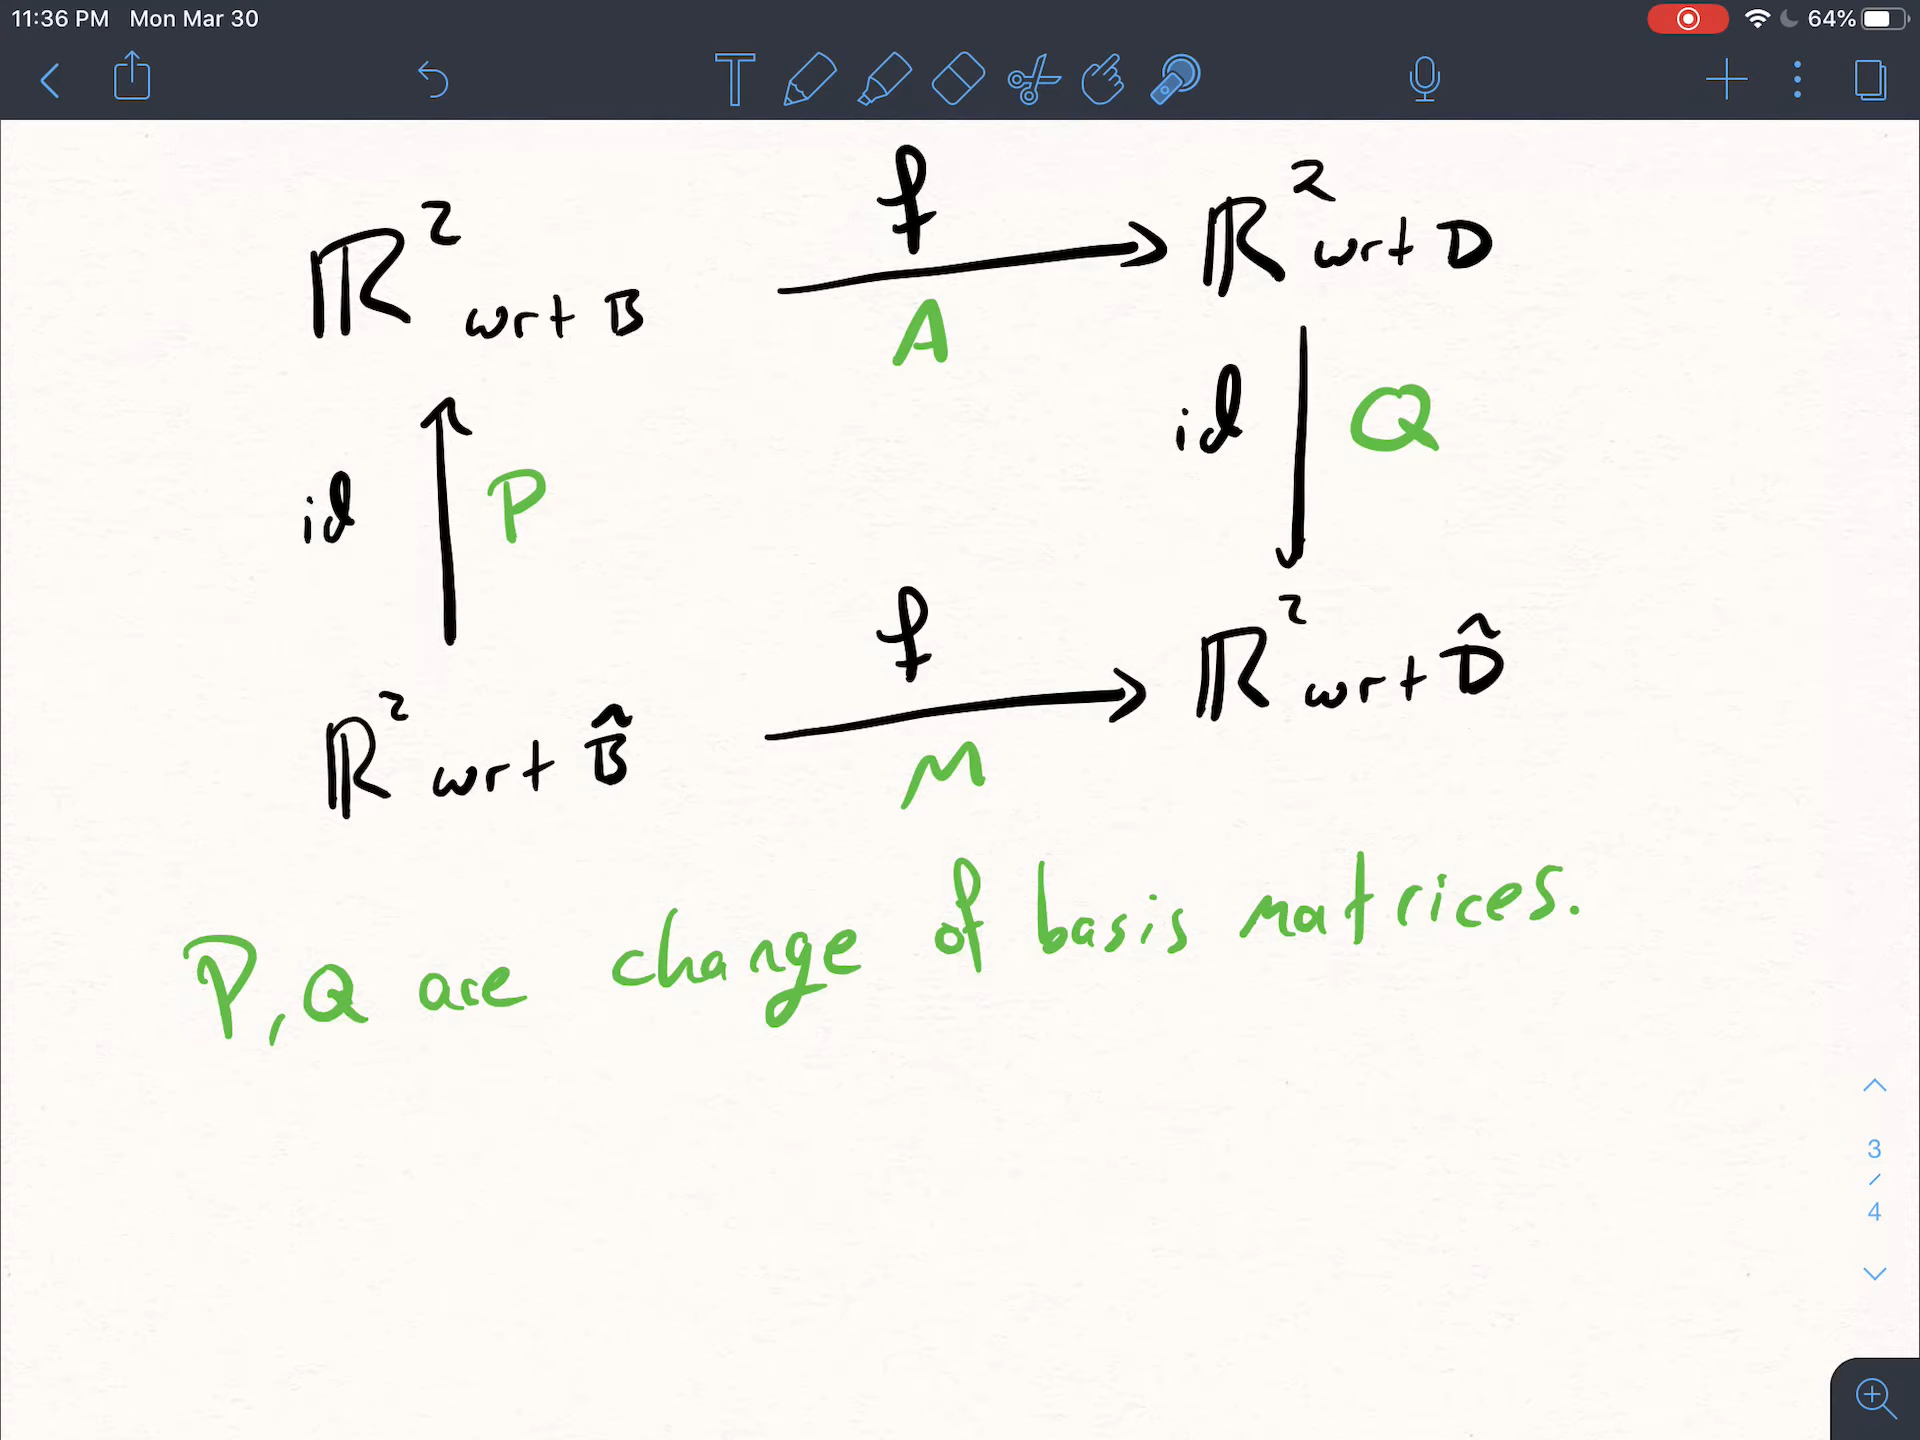 11:36 PM Mon Mar 30 64%
f
ℝ² wrt B ℝ² wrt D
A
id P id Q
f
ℝ² wrt B̂ ℝ² wrt D̂
M
P, Q are change of basis matrices.
3
/
4